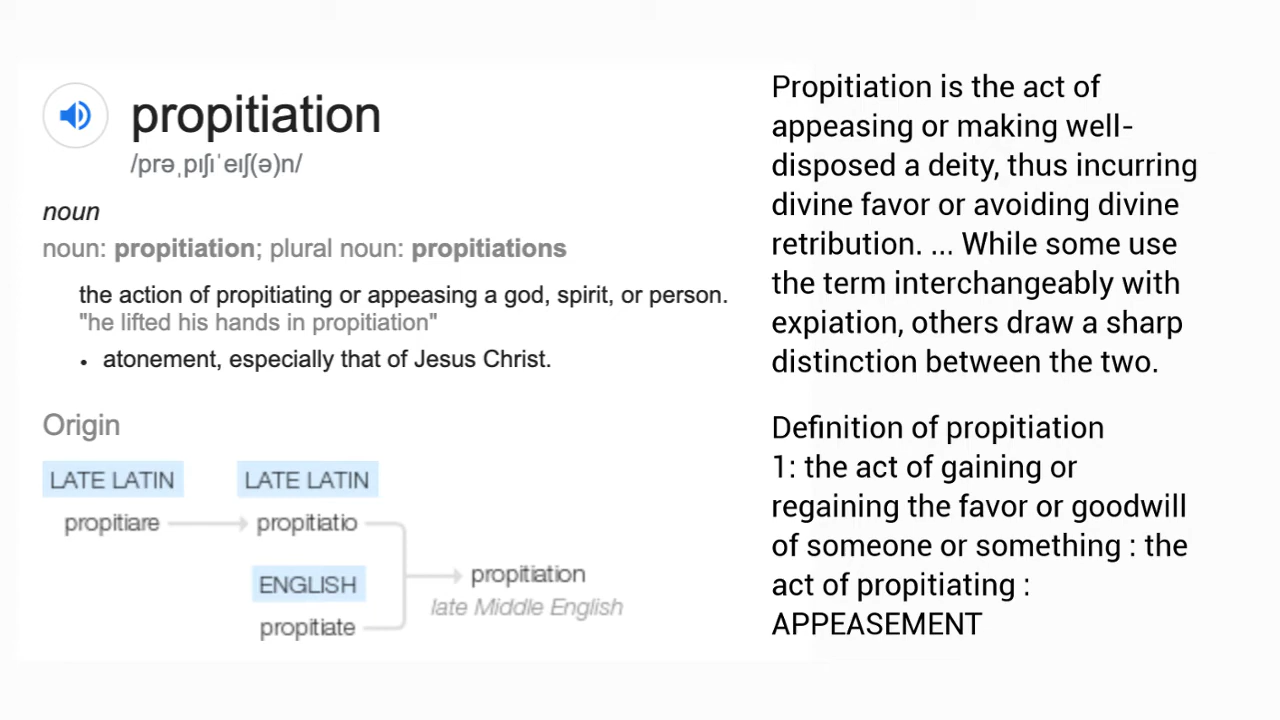 propitiation
/prəˌpɪʃɪˈeɪʃ(ə)n/
noun
noun: propitiation; plural noun: propitiations
the action of propitiating or appeasing a god, spirit, or person.
"he lifted his hands in propitiation"
• atonement, especially that of Jesus Christ.
Origin
LATE LATIN LATE LATIN
propitiare propitiatio
ENGLISH propitiation
late Middle English
propitiate
Propitiation is the act of
appeasing or making well-
disposed a deity, thus incurring
divine favor or avoiding divine
retribution. ... While some use
the term interchangeably with
expiation, others draw a sharp
distinction between the two.
Definition of propitiation
1: the act of gaining or
regaining the favor or goodwill
of someone or something : the
act of propitiating :
APPEASEMENT